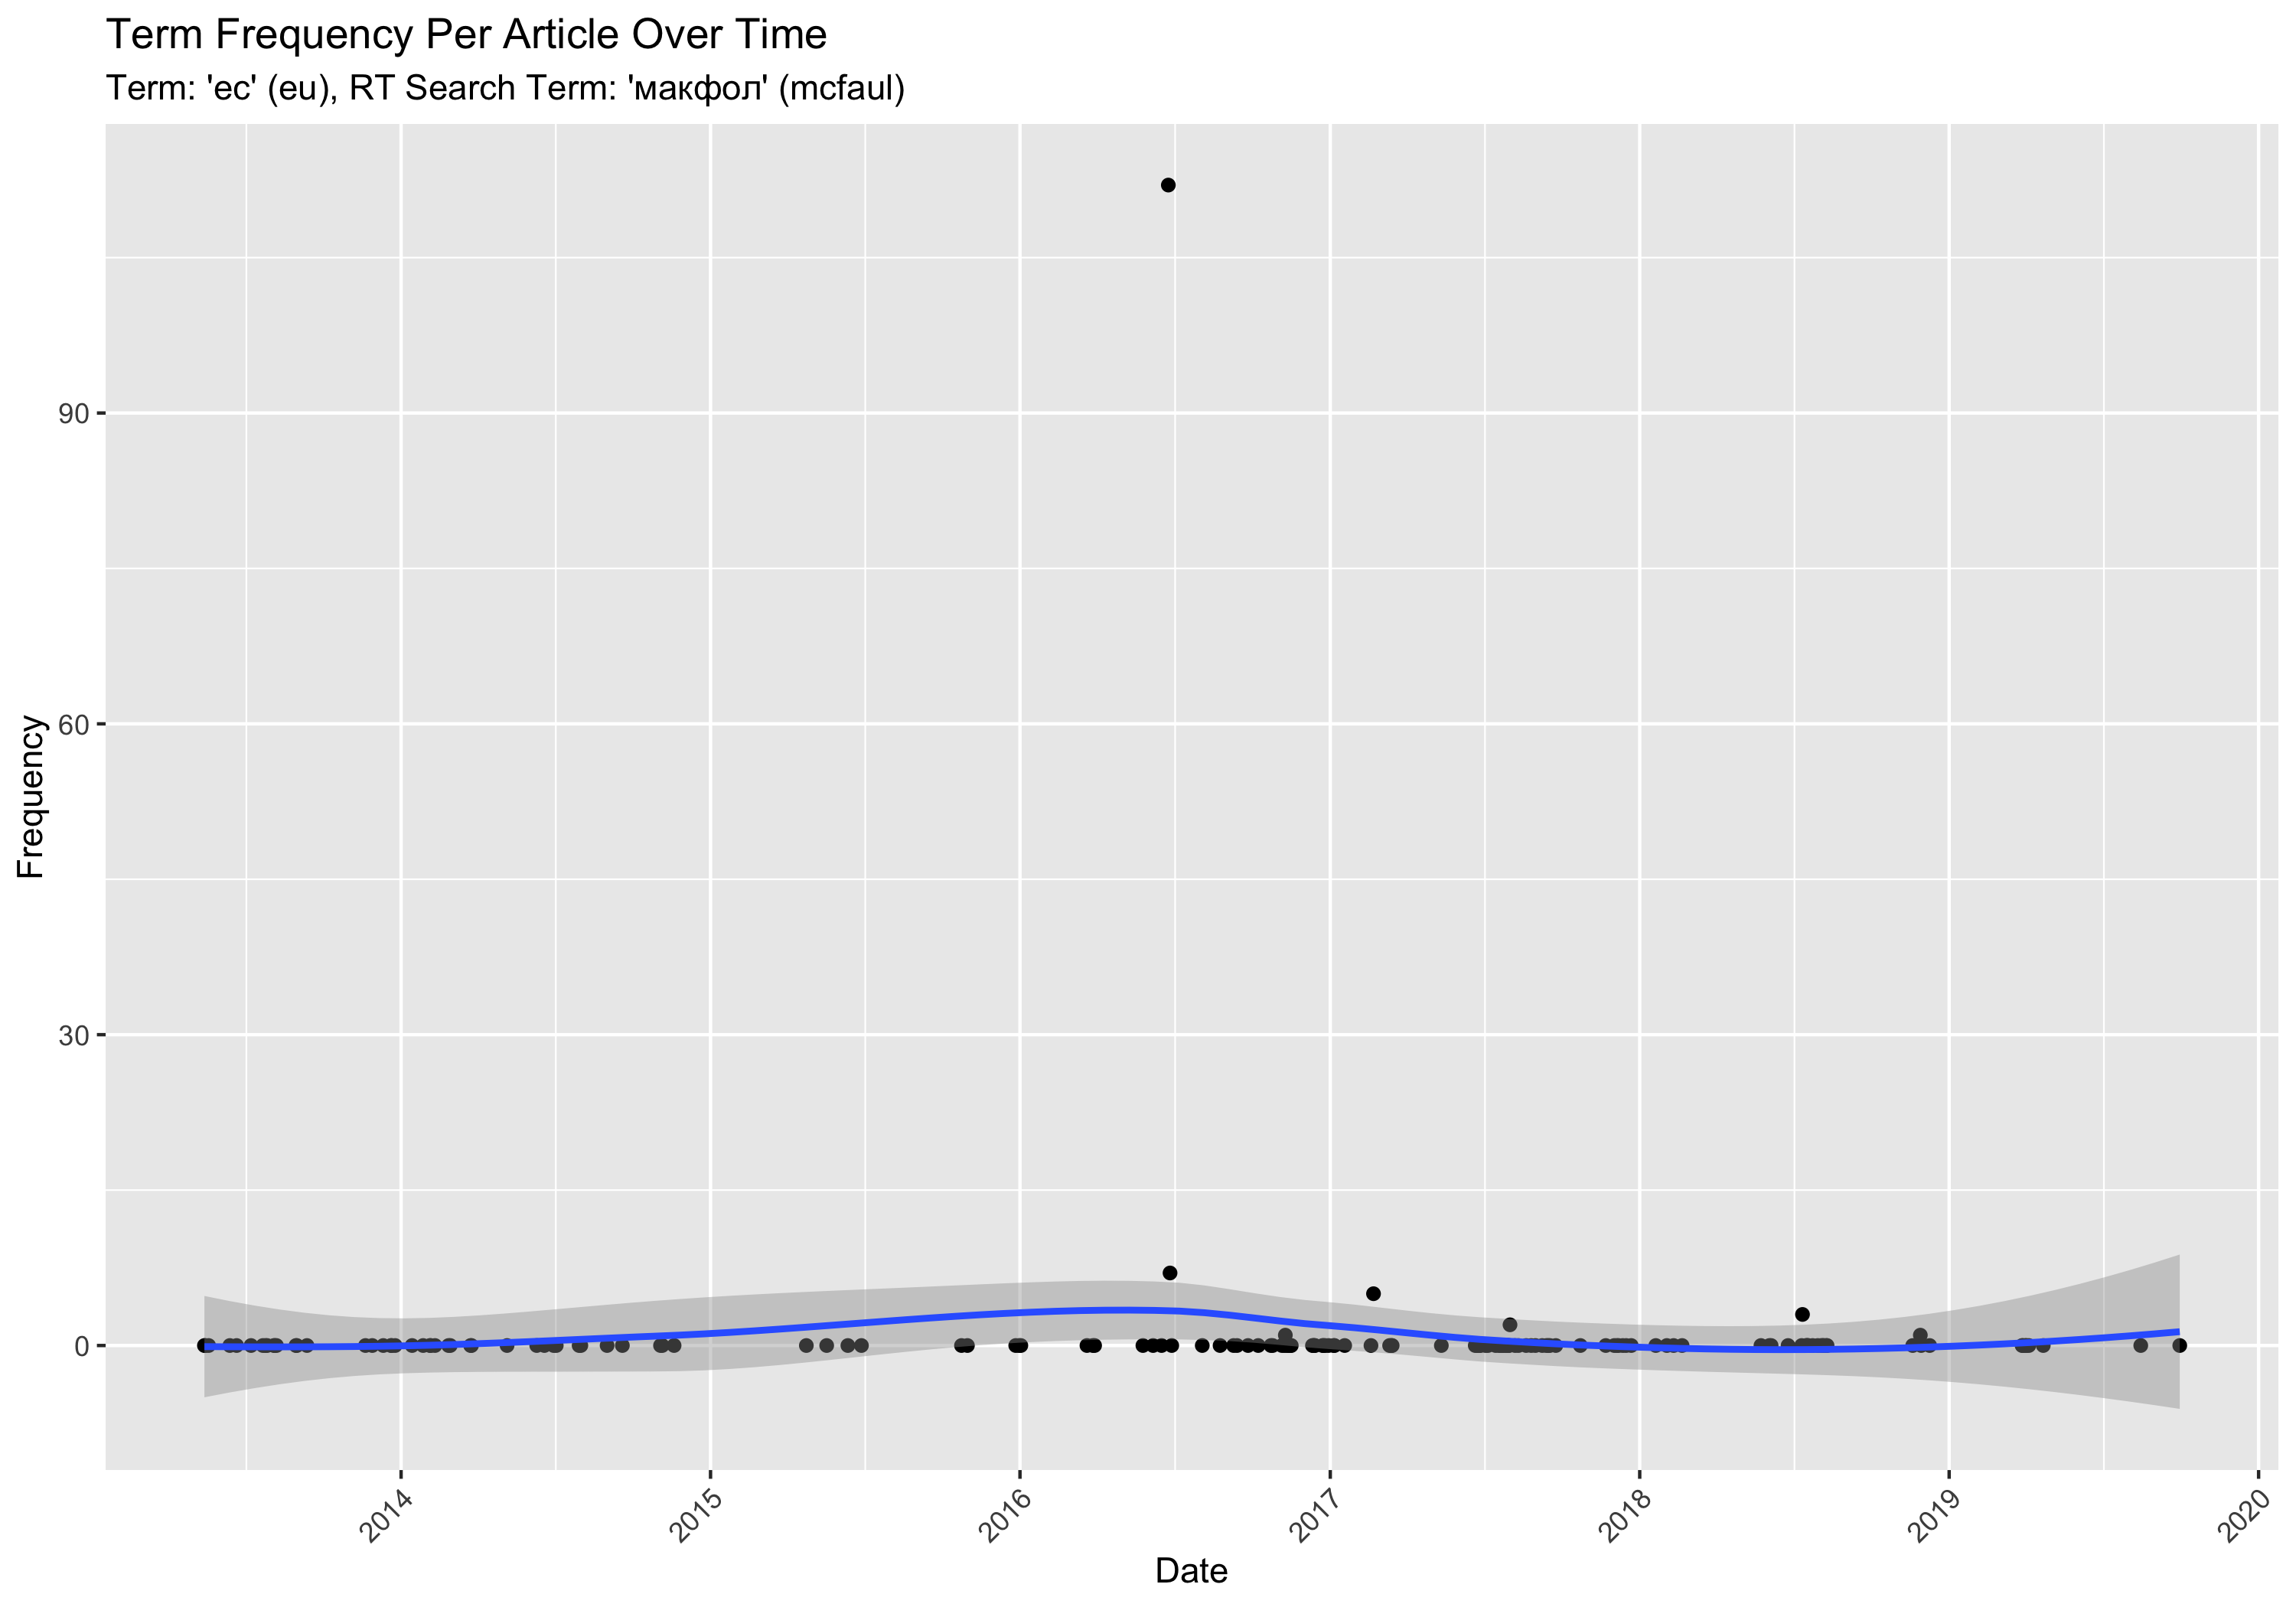 Term Frequency Per Article Over Time
Term: 'ес' (eu), RT Search Term: 'макфол' (mcfaul)
90
60
30
0
Frequency
2014
2015
2016
2017
2018
2019
2020
Date